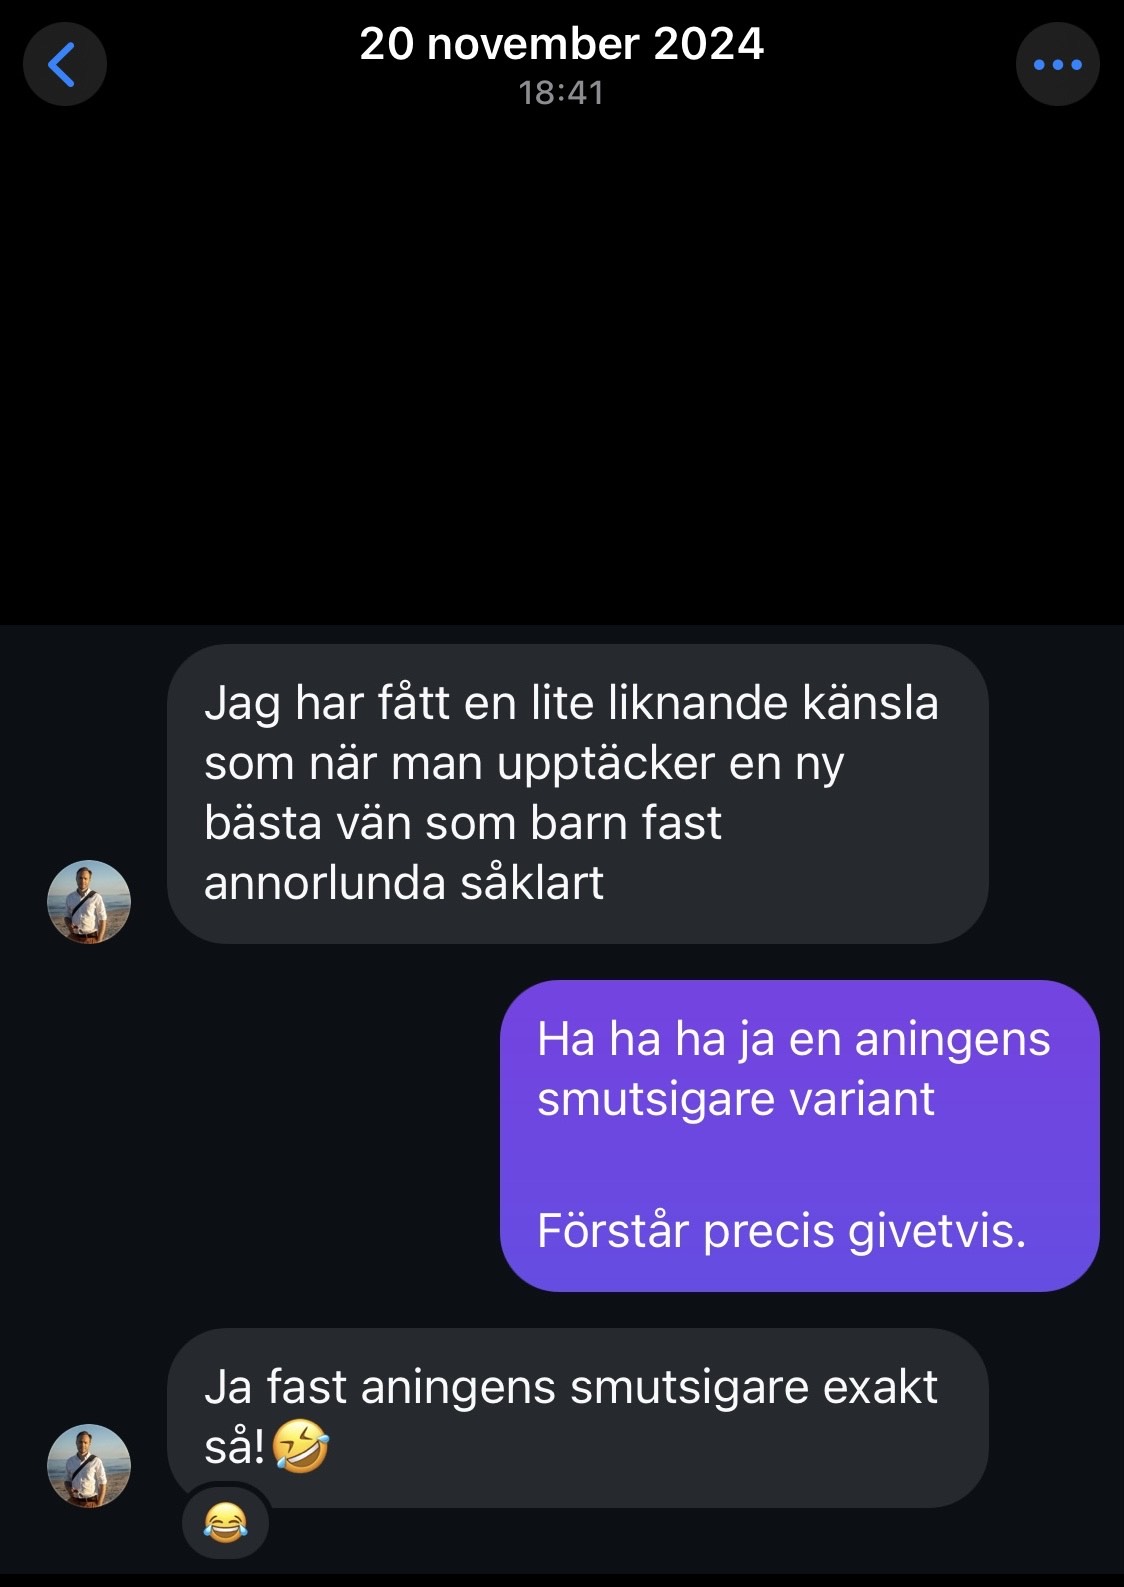 20 november 2024
18:41
Jag har fått en lite liknande känsla
som när man upptäcker en ny
bästa vän som barn fast
annorlunda såklart
Ha ha ha ja en aningens
smutsigare variant
Förstår precis givetvis.
Ja fast aningens smutsigare exakt
så!🤣
😂